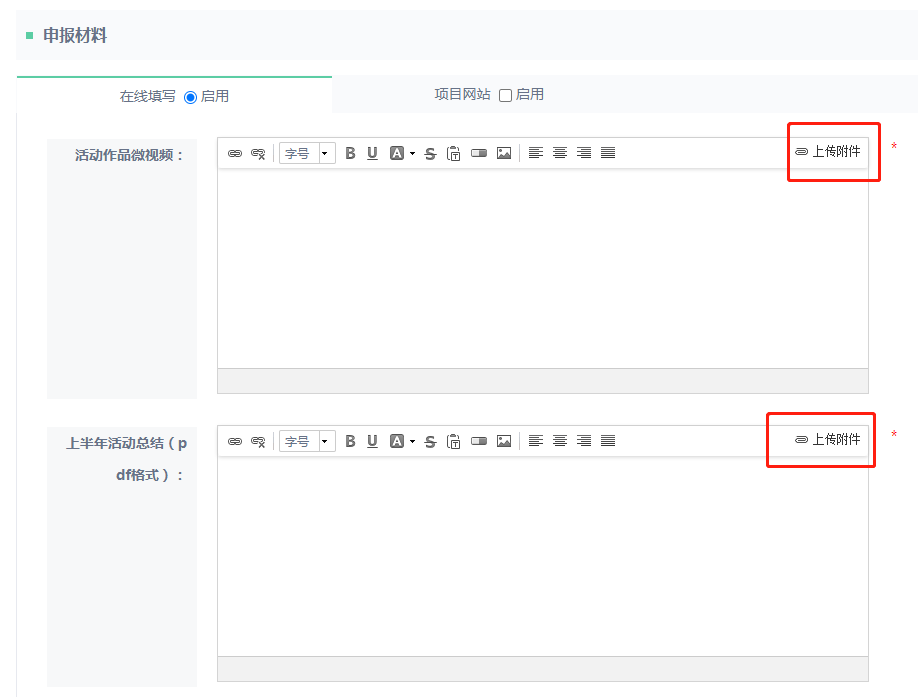 申报材料
在线填写 启用 项目网站 启用
活动作品微视频：
字号 B U A S T 上传附件 *
上半年活动总结（p
df格式）：
字号 B U A S T 上传附件 *